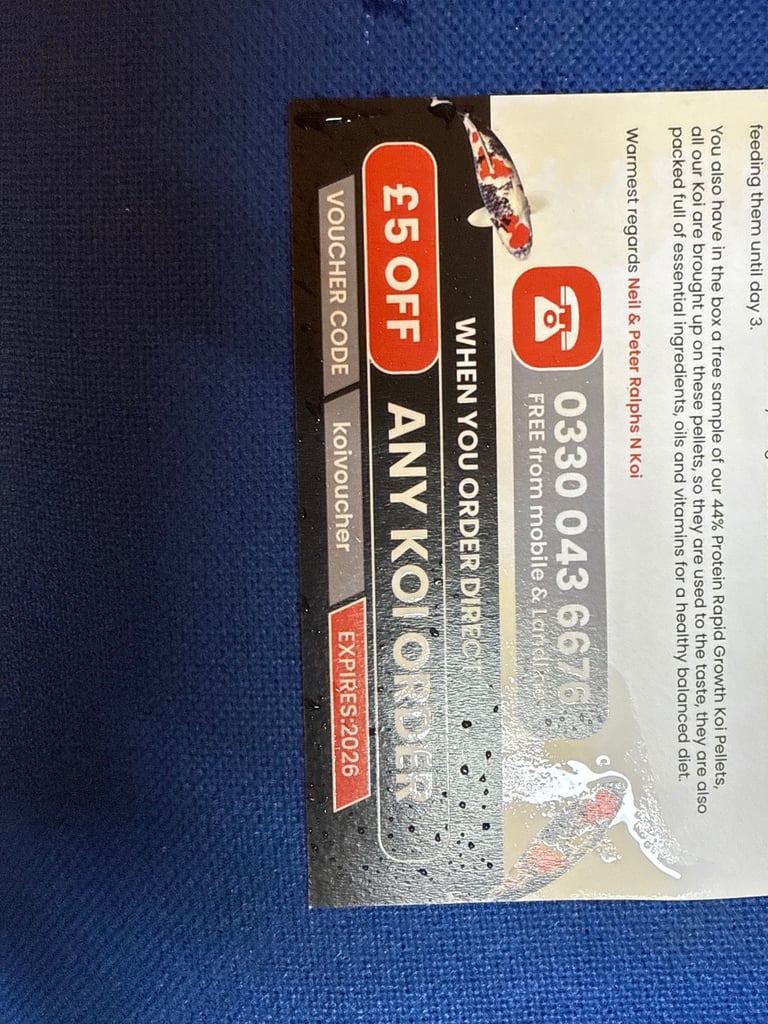 feeding them until day 3.
You also have in the box a free sample of our 44% Protein Rapid Growth Koi Pellets,
all our Koi are brought up on these pellets, so they are used to the taste, they are also
packed full of essential ingredients, oils and vitamins for a healthy balanced diet.
Warmest regards Neil & Peter Ralphs N Koi
0330 043 6676
FREE from mobile & Landlines
WHEN YOU ORDER DIRECT
£5 OFF ANY KOI ORDER
VOUCHER CODE koivoucher EXPIRES:2026